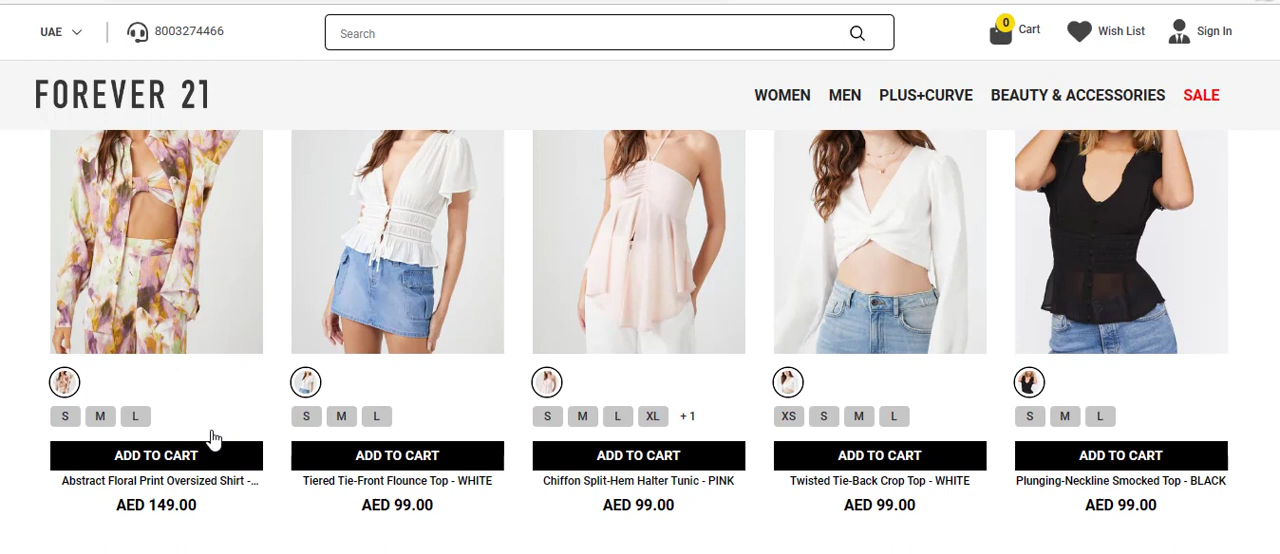 UAE
8003274466
Search
0
Cart
Wish List
Sign In
FOREVER 21
WOMEN
MEN
PLUS+CURVE
BEAUTY & ACCESSORIES
SALE
S M L
S M L
S M L XL + 1
XS S M L
S M L
ADD TO CART
ADD TO CART
ADD TO CART
ADD TO CART
ADD TO CART
Abstract Floral Print Oversized Shirt -...
Tiered Tie-Front Flounce Top - WHITE
Chiffon Split-Hem Halter Tunic - PINK
Twisted Tie-Back Crop Top - WHITE
Plunging-Neckline Smocked Top - BLACK
AED 149.00
AED 99.00
AED 99.00
AED 99.00
AED 99.00